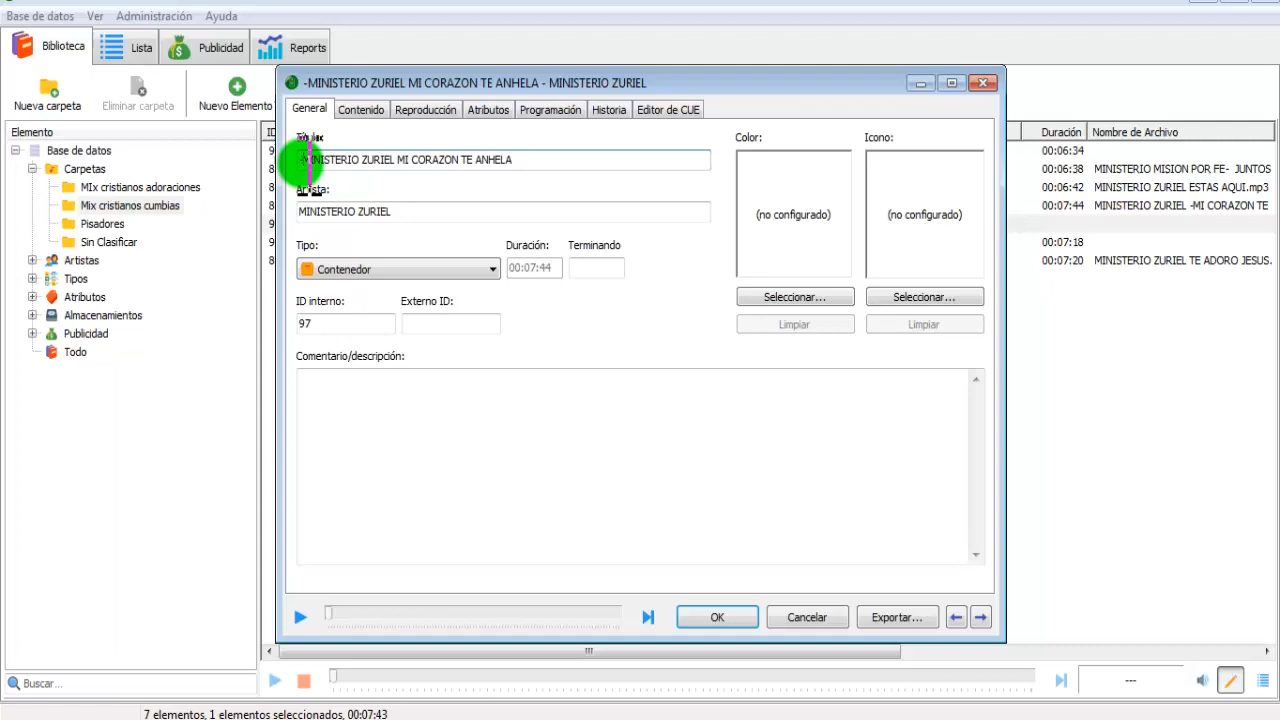 Base de datos Ver Administración Ayuda
Biblioteca Lista Publicidad Reports
Nueva carpeta Eliminar carpeta Nuevo Elemento
-MINISTERIO ZURIEL MI CORAZON TE ANHELA - MINISTERIO ZURIEL
General Contenido Reproducción Atributos Programación Historia Editor de CUE
Elemento
Base de datos
Carpetas
MIx cristianos adoraciones
Mix cristianos cumbias
Pisadores
Sin Clasificar
Artistas
Tipos
Atributos
Almacenamientos
Publicidad
Todo
Buscar...
-MINISTERIO ZURIEL MI CORAZON TE ANHELA
Artista:
MINISTERIO ZURIEL
Tipo: Duración: Terminando
Contenedor 00:07:44
ID interno: Externo ID:
97
Comentario/descripción:
Color: Icono:
(no configurado) (no configurado)
Seleccionar... Seleccionar...
Limpiar Limpiar
OK Cancelar Exportar...
Duración Nombre de Archivo
00:06:34
00:06:38 MINISTERIO MISION POR FE- JUNTOS
00:06:42 MINISTERIO ZURIEL ESTAS AQUI.mp3
00:07:44 MINISTERIO ZURIEL -MI CORAZON TE
00:07:18
00:07:20 MINISTERIO ZURIEL TE ADORO JESUS.
---
7 elementos, 1 elementos seleccionados, 00:07:43